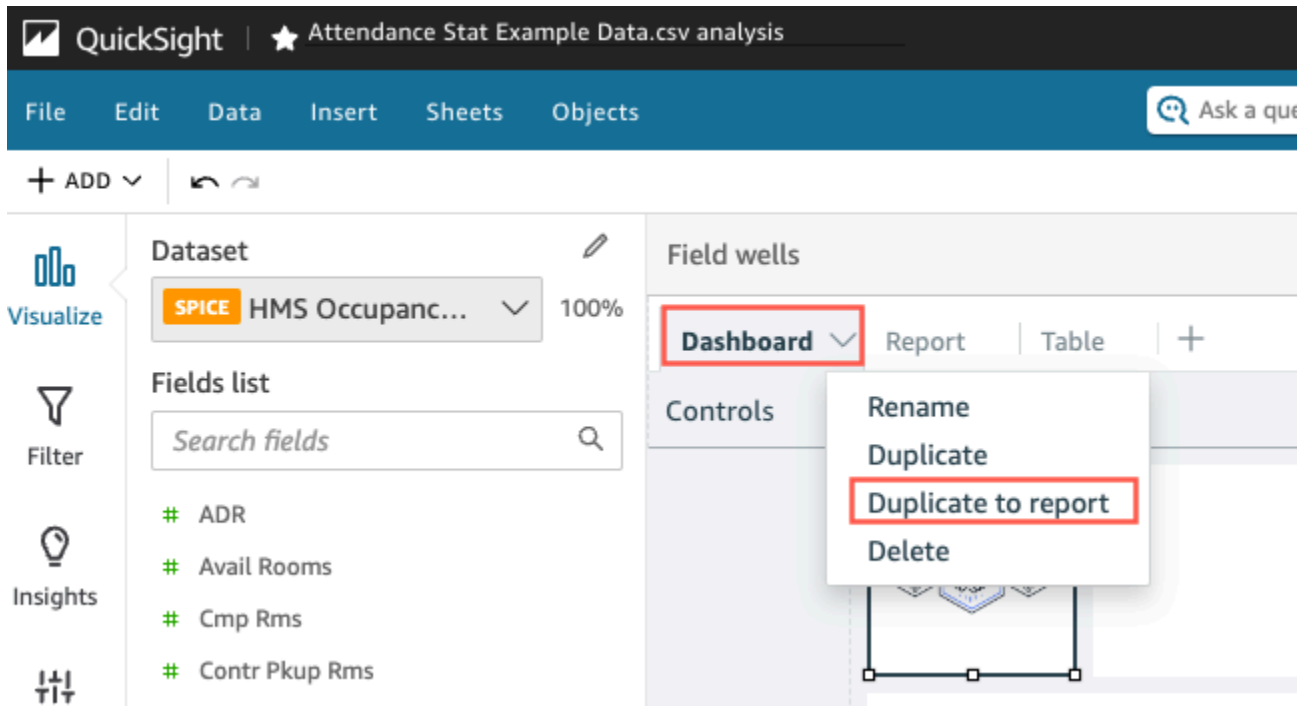 QuickSight
Attendance Stat Example Data.csv analysis
File Edit Data Insert Sheets Objects
Ask a que
ADD
Visualize
Filter
Insights
Dataset
SPICE HMS Occupanc... 100%
Fields list
Search fields
# ADR
# Avail Rooms
# Cmp Rms
# Contr Pkup Rms
Field wells
Dashboard Report Table
Controls
Rename
Duplicate
Duplicate to report
Delete